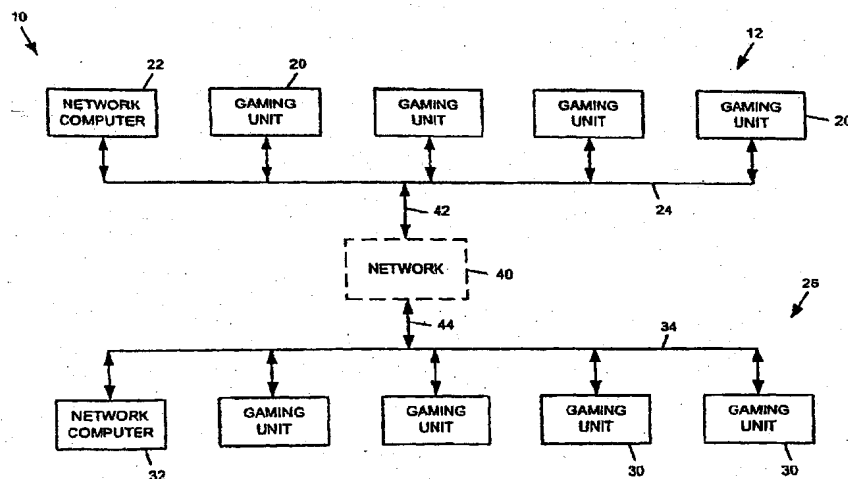 10
12
22
20
NETWORK
COMPUTER
GAMING
UNIT
GAMING
UNIT
GAMING
UNIT
GAMING
UNIT
20
24
42
NETWORK
40
26
44
34
NETWORK
COMPUTER
GAMING
UNIT
GAMING
UNIT
GAMING
UNIT
GAMING
UNIT
32
30
30